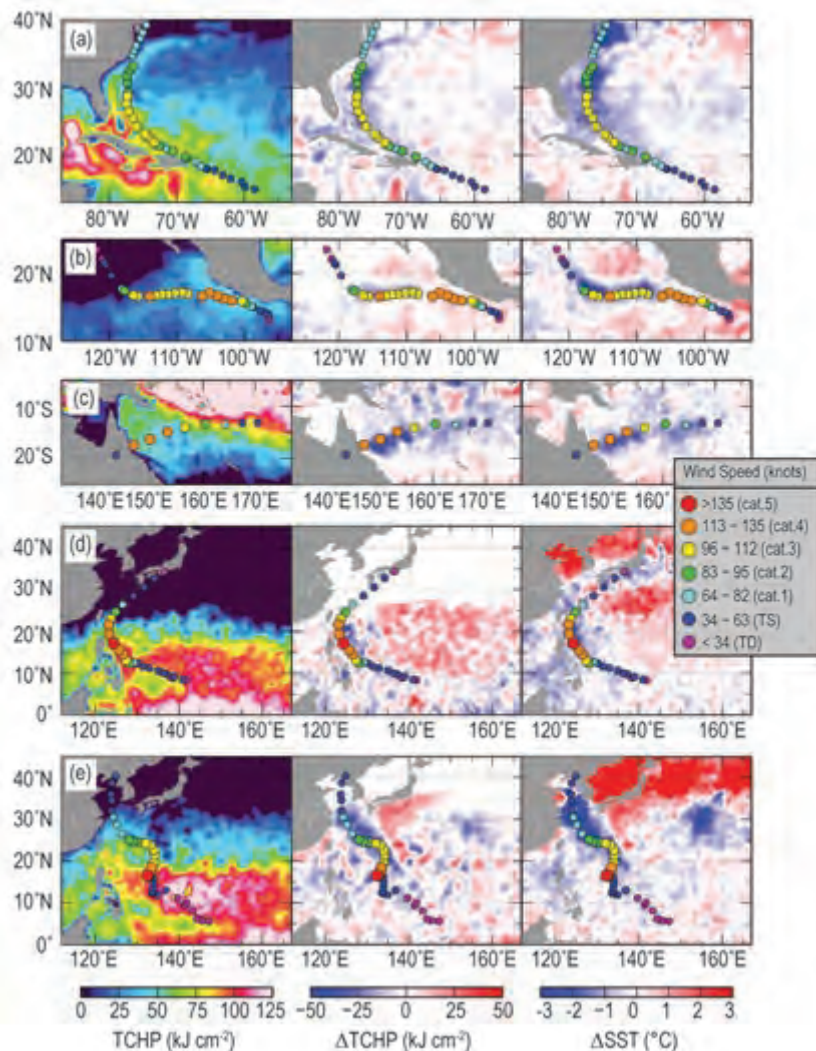 (a)
40˚N
30˚N
20˚N
80˚W 70˚W 60˚W 80˚W 70˚W 60˚W 80˚W 70˚W 60˚W
(b)
20˚N
10˚N
120˚W 110˚W 100˚W 120˚W 110˚W 100˚W 120˚W 110˚W 100˚W
(c)
10˚S
20˚S
140˚E 150˚E 160˚E 170˚E 140˚E 150˚E 160˚E 170˚E 140˚E 150˚E 160˚
Wind Speed (knots)
>135 (cat.5)
113 – 135 (cat.4)
96 – 112 (cat.3)
83 – 95 (cat.2)
64 – 82 (cat.1)
34 – 63 (TS)
< 34 (TD)
(d)
40˚N
30˚N
20˚N
10˚N
0˚
120˚E 140˚E 160˚E 120˚E 140˚E 160˚E 120˚E 140˚E 160˚E
(e)
40˚N
30˚N
20˚N
10˚N
0˚
120˚E 140˚E 160˚E 120˚E 140˚E 160˚E 120˚E 140˚E 160˚E
0 25 50 75 100 125 −50 −25 0 25 50 −3 −2 −1 0 1 2 3
TCHP (kJ cm⁻²) ΔTCHP (kJ cm⁻²) ΔSST (°C)